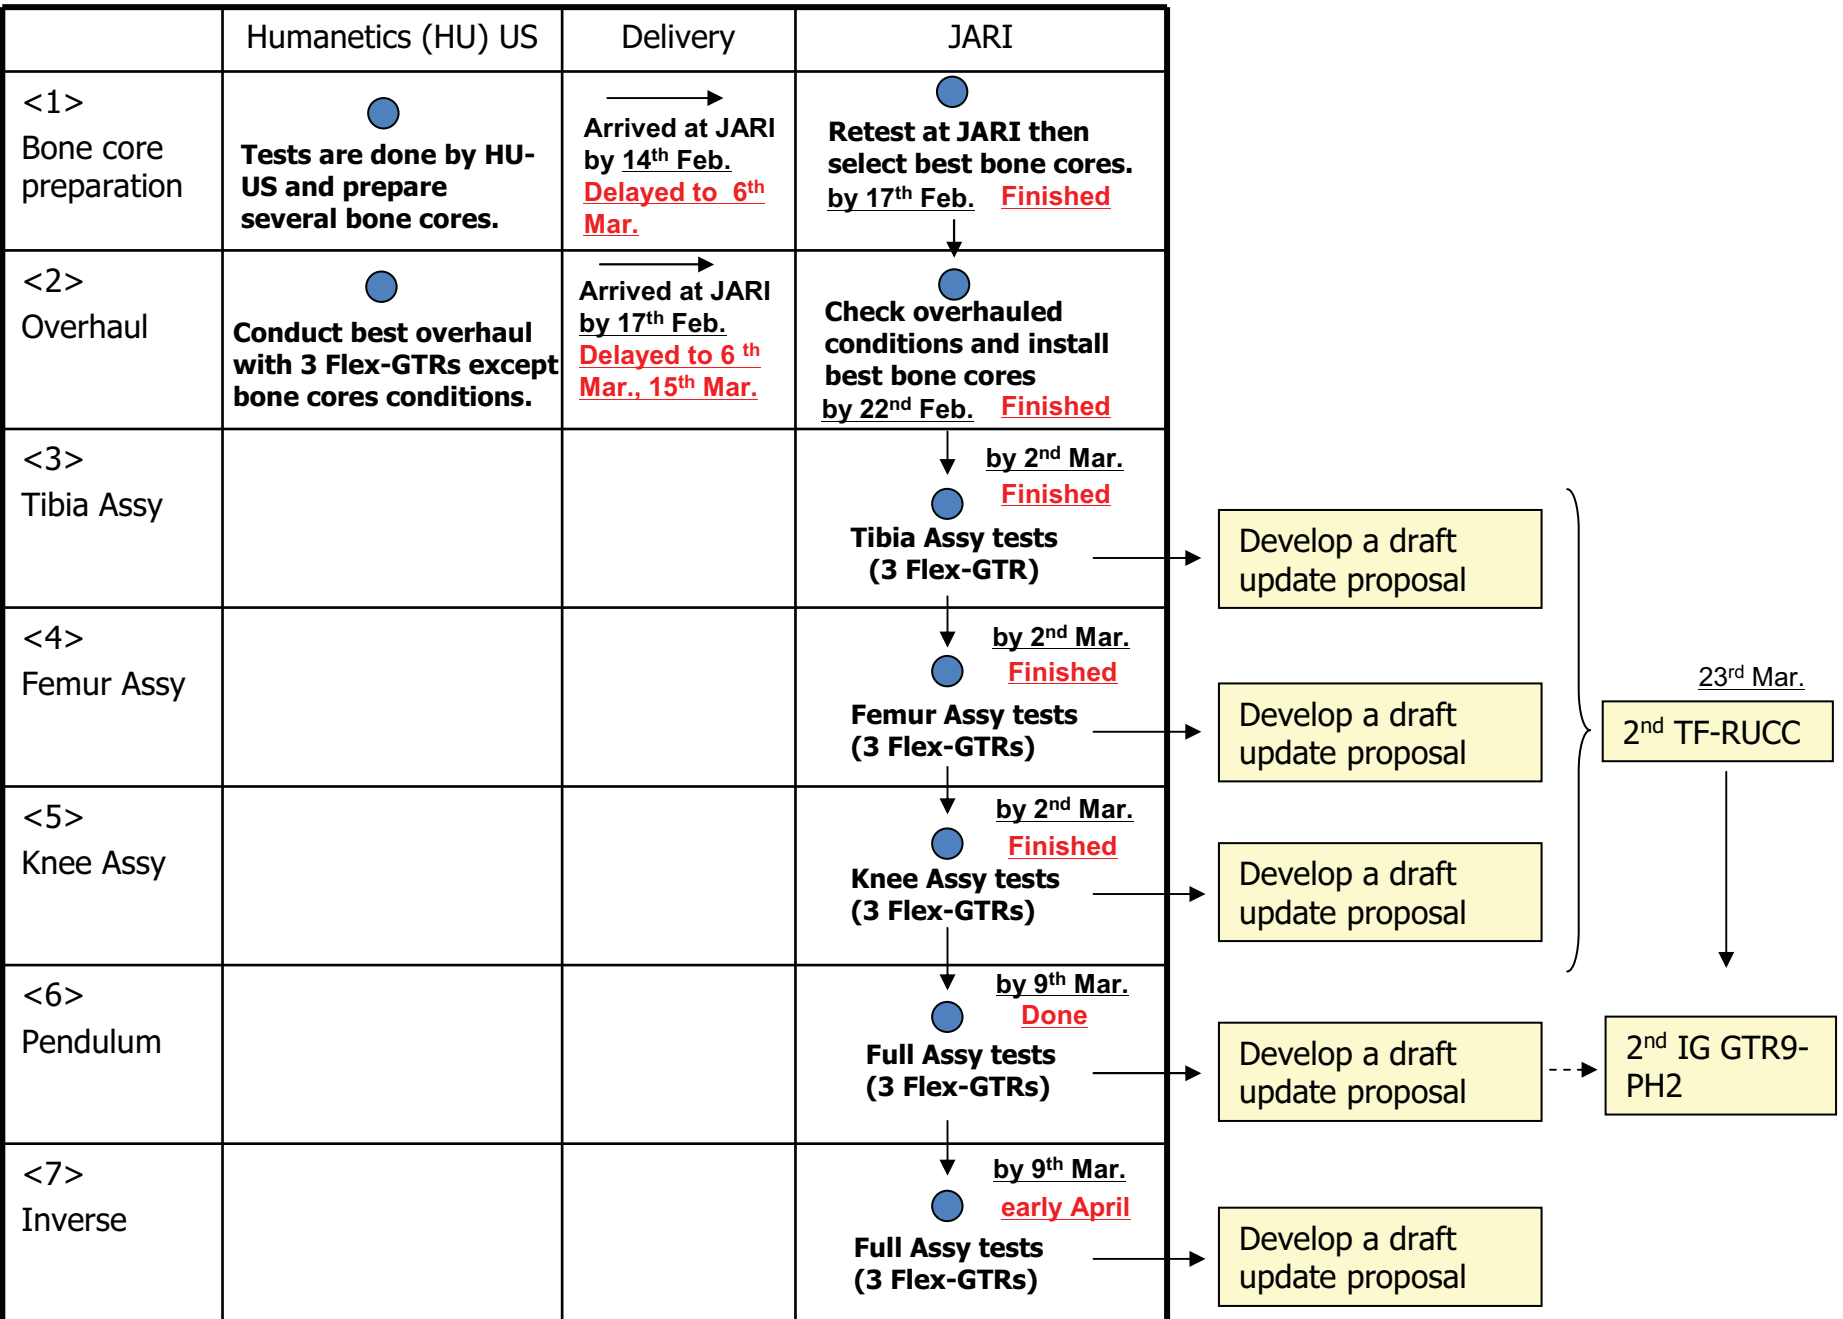 Humanetics (HU) US
Delivery
JARI
<1>
Bone core
preparation
Tests are done by HU-
US and prepare
several bone cores.
Arrived at JARI
by 14th Feb.
Delayed to 6th
Mar.
Retest at JARI then
select best bone cores.
by 17th Feb. Finished
<2>
Overhaul
Conduct best overhaul
with 3 Flex-GTRs except
bone cores conditions.
Arrived at JARI
by 17th Feb.
Delayed to 6 th
Mar., 15th Mar.
Check overhauled
conditions and install
best bone cores
by 22nd Feb. Finished
<3>
Tibia Assy
by 2nd Mar.
Finished
Tibia Assy tests
(3 Flex-GTR)
Develop a draft
update proposal
<4>
Femur Assy
by 2nd Mar.
Finished
Femur Assy tests
(3 Flex-GTRs)
Develop a draft
update proposal
23rd Mar.
2nd TF-RUCC
<5>
Knee Assy
by 2nd Mar.
Finished
Knee Assy tests
(3 Flex-GTRs)
Develop a draft
update proposal
<6>
Pendulum
by 9th Mar.
Done
Full Assy tests
(3 Flex-GTRs)
Develop a draft
update proposal
2nd IG GTR9-
PH2
<7>
Inverse
by 9th Mar.
early April
Full Assy tests
(3 Flex-GTRs)
Develop a draft
update proposal